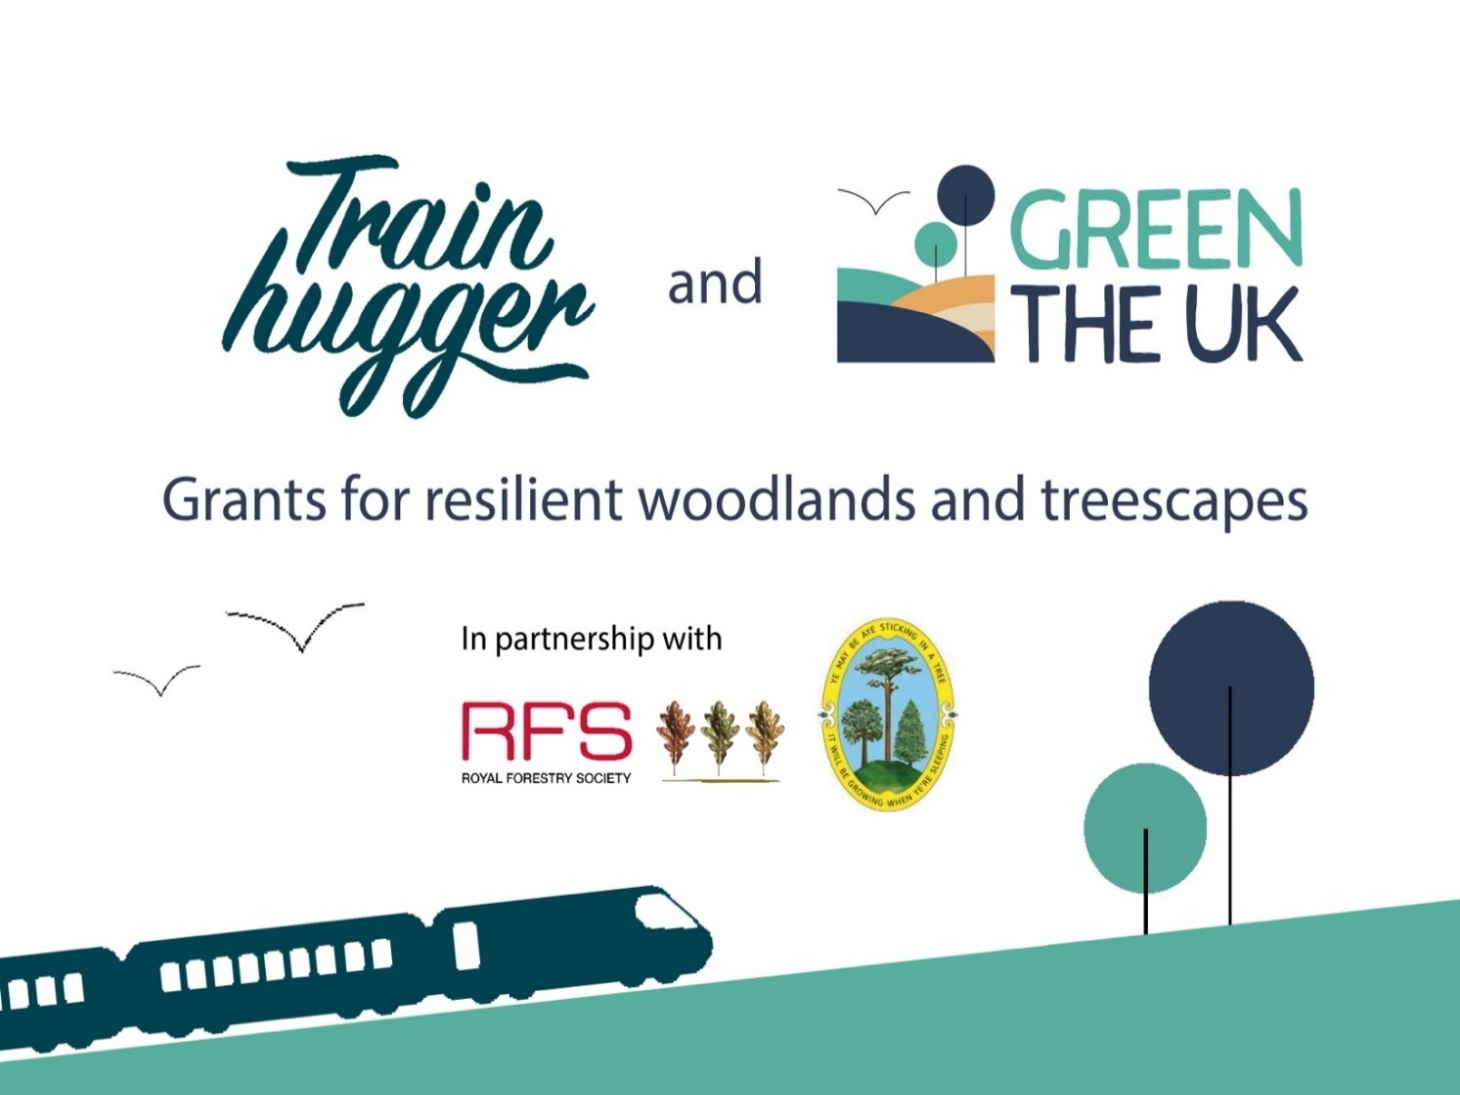 Train
hugger
and
GREEN
THE UK
Grants for resilient woodlands and treescapes
In partnership with
RFS
ROYAL FORESTRY SOCIETY
YE MAY BE AYE STICKING IN A TREE
IT WILL BE GROWING WHEN YE'RE SLEEPING